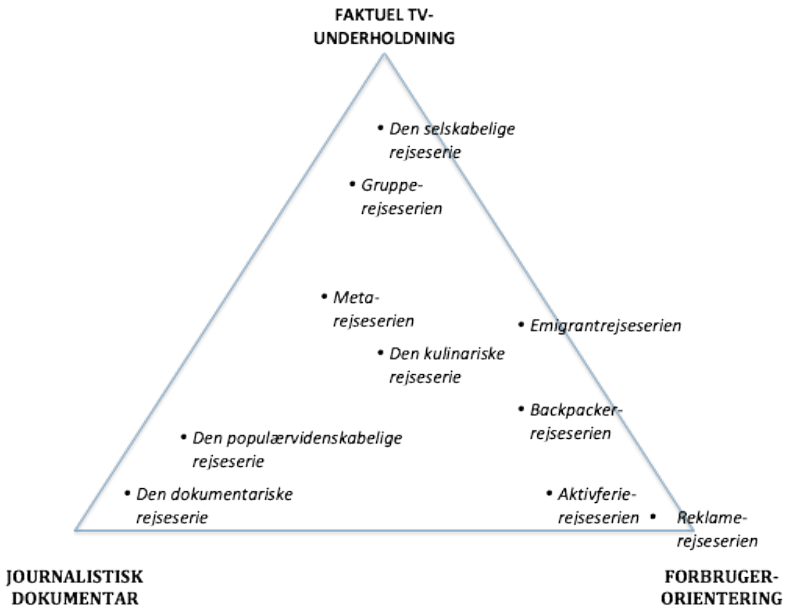 FAKTUEL TV-
UNDERHOLDNING
• Den selskabelige
rejseserie
• Gruppe-
rejseserien
• Meta-
rejseserien
• Emigrantrejseserien
• Den kulinariske
rejseserie
• Backpacker-
rejseserien
• Den populærvidenskabelige
rejseserie
• Den dokumentariske
rejseserie
• Aktivferie-
rejseserien
• Reklame-
rejseserien
JOURNALISTISK
DOKUMENTAR
FORBRUGER-
ORIENTERING